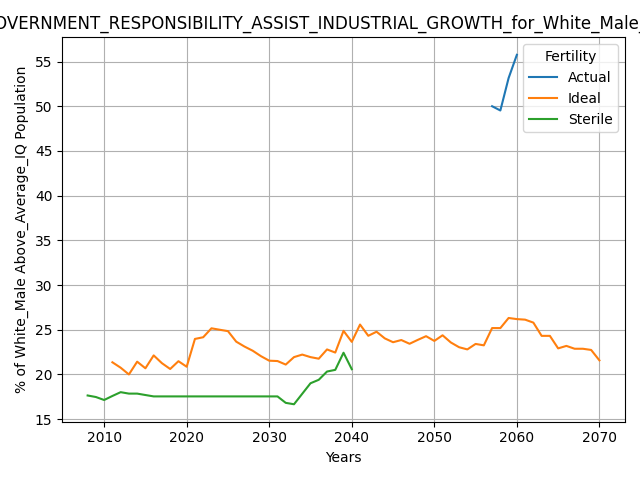 OVERNMENT_RESPONSIBILITY_ASSIST_INDUSTRIAL_GROWTH_for_White_Male_
% of White_Male Above_Average_IQ Population
55
50
45
40
35
30
25
20
15
Fertility
Actual
Ideal
Sterile
2010 2020 2030 2040 2050 2060 2070
Years